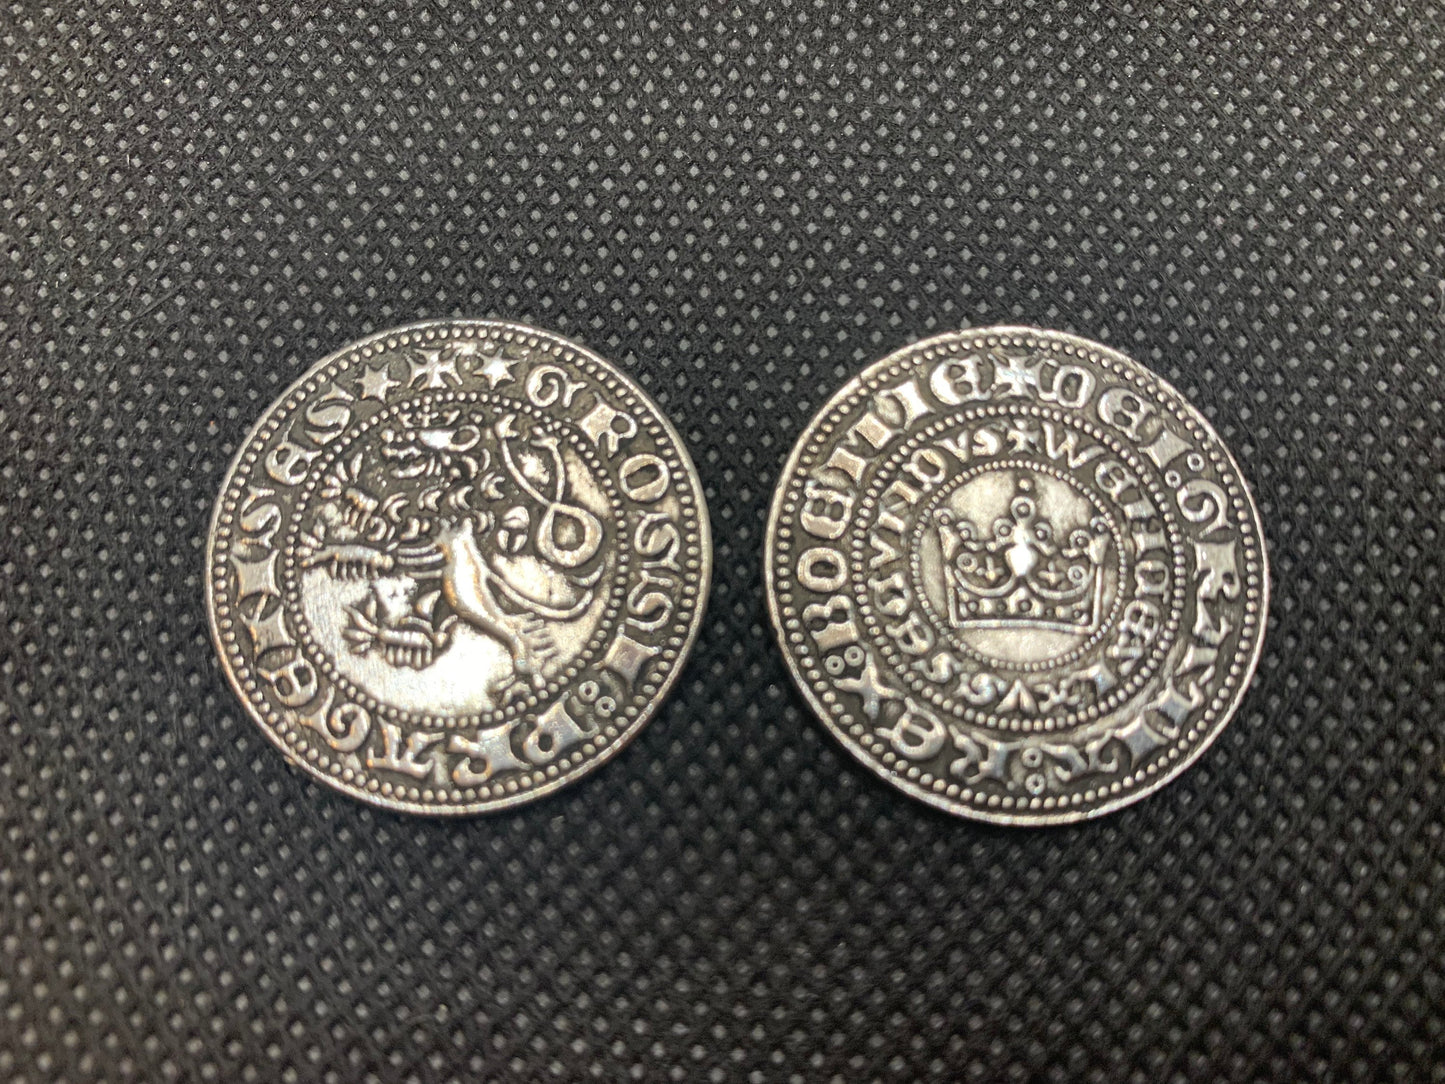 GROSSI PRAGENSES
DEI GRATIA REX BOEMIE
WENCEZLAVS SECVNDVS